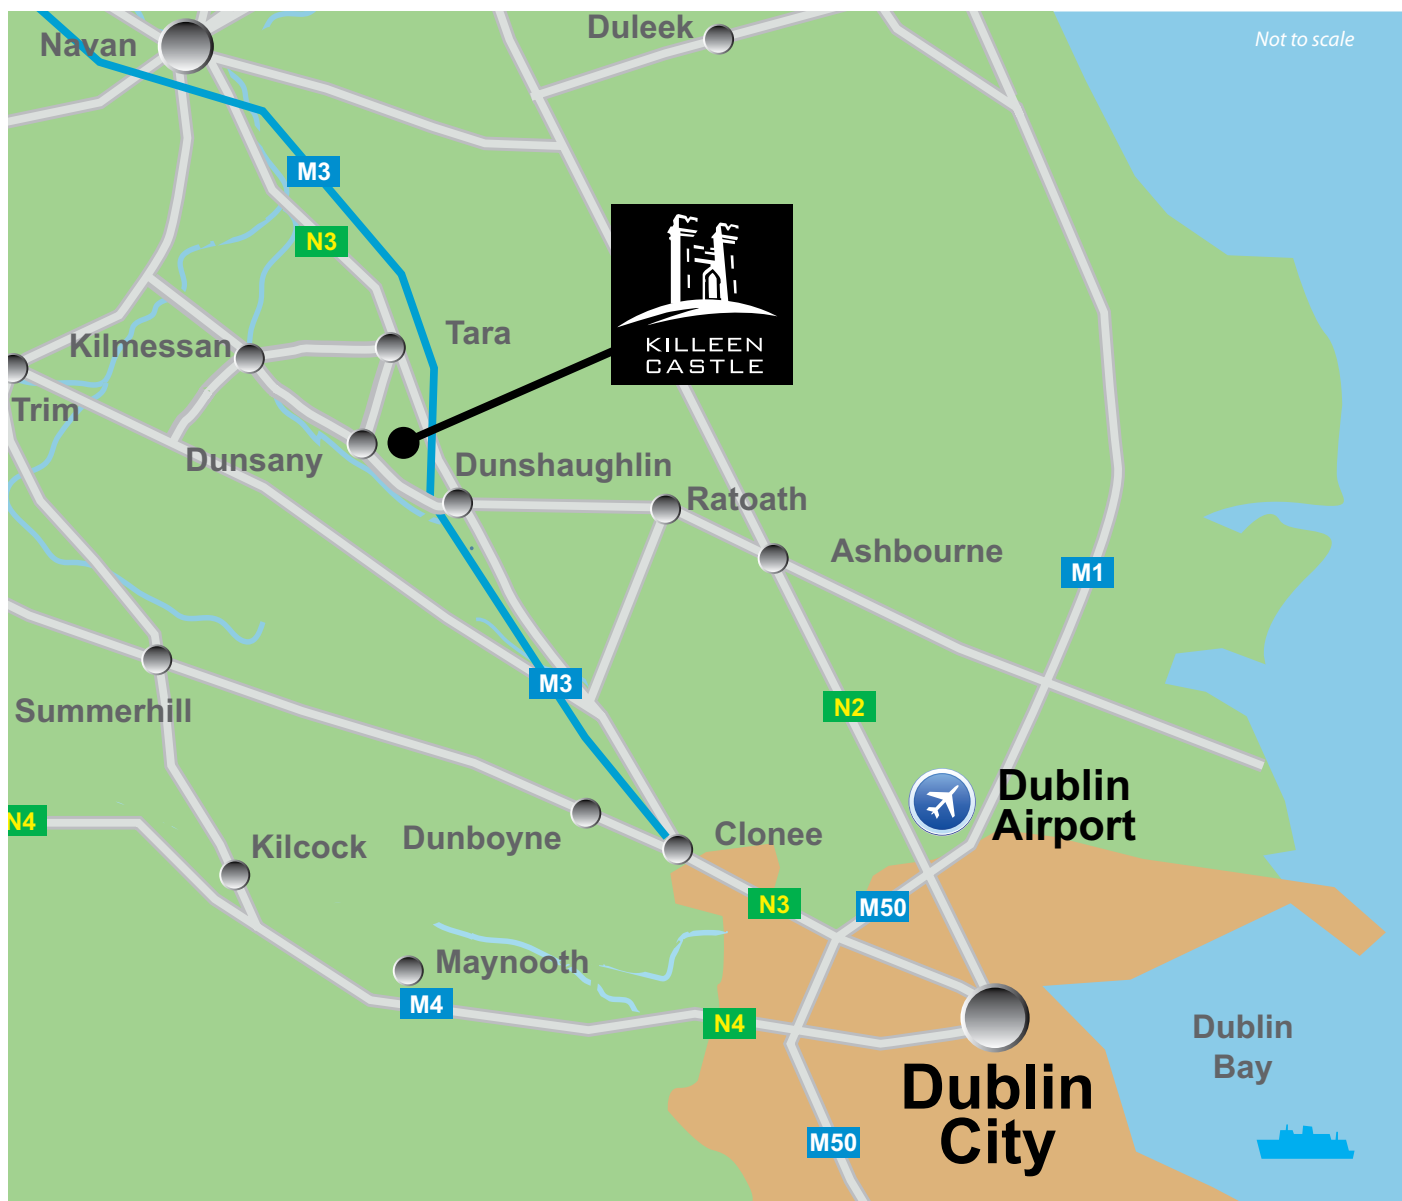 Navan
Duleek
Not to scale
M3
N3
KILLEEN
CASTLE
Tara
Kilmessan
Trim
Dunsany
Dunshaughlin
Ratoath
Ashbourne
M1
M3
N2
Summerhill
Dublin
Airport
N4
Dunboyne
Clonee
Kilcock
N3
M50
Maynooth
M4
N4
Dublin
Bay
Dublin
City
M50